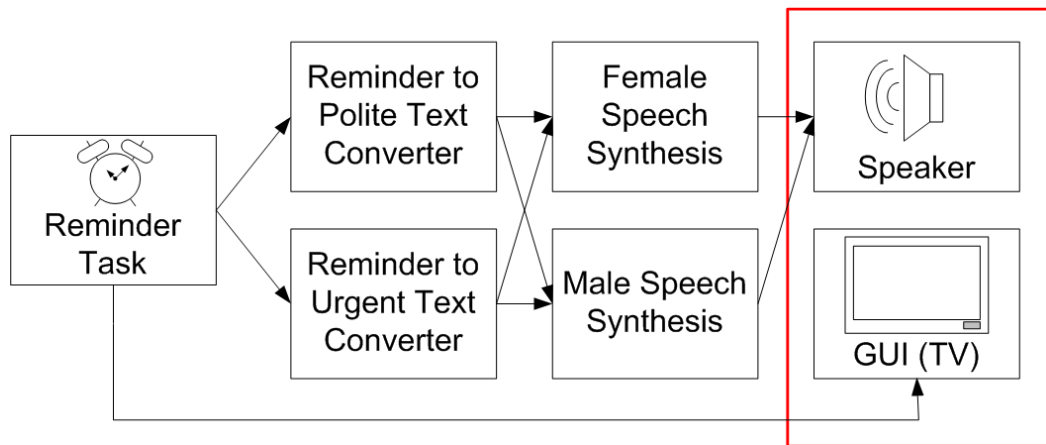 Reminder
Task
Reminder to
Polite Text
Converter
Reminder to
Urgent Text
Converter
Female
Speech
Synthesis
Male Speech
Synthesis
Speaker
GUI (TV)